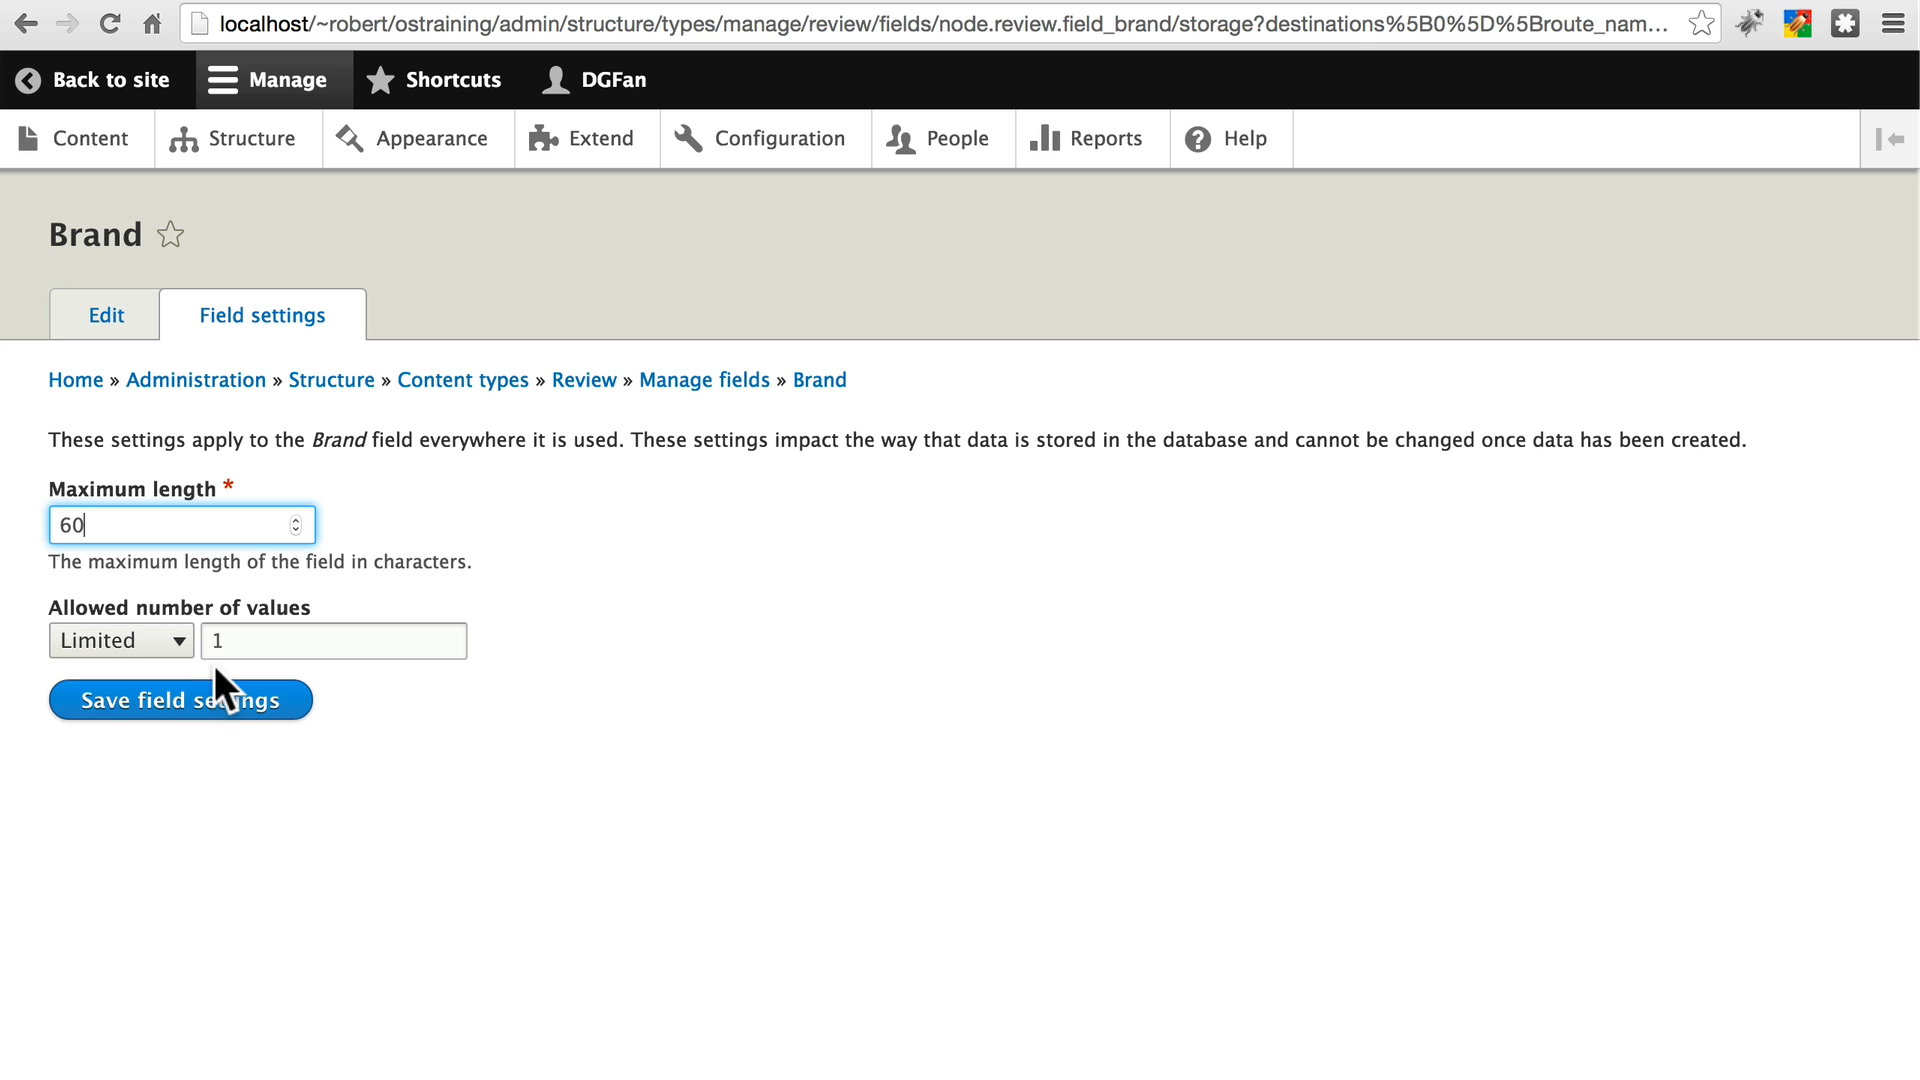 localhost/~robert/ostraining/admin/structure/types/manage/review/fields/node.review.field_brand/storage?destinations%5B0%5D%5Broute_nam...
Back to site Manage Shortcuts DGFan
Content Structure Appearance Extend Configuration People Reports Help
Brand
Edit Field settings
Home » Administration » Structure » Content types » Review » Manage fields » Brand
These settings apply to the Brand field everywhere it is used. These settings impact the way that data is stored in the database and cannot be changed once data has been created.
Maximum length *
60
The maximum length of the field in characters.
Allowed number of values
Limited 1
Save field settings